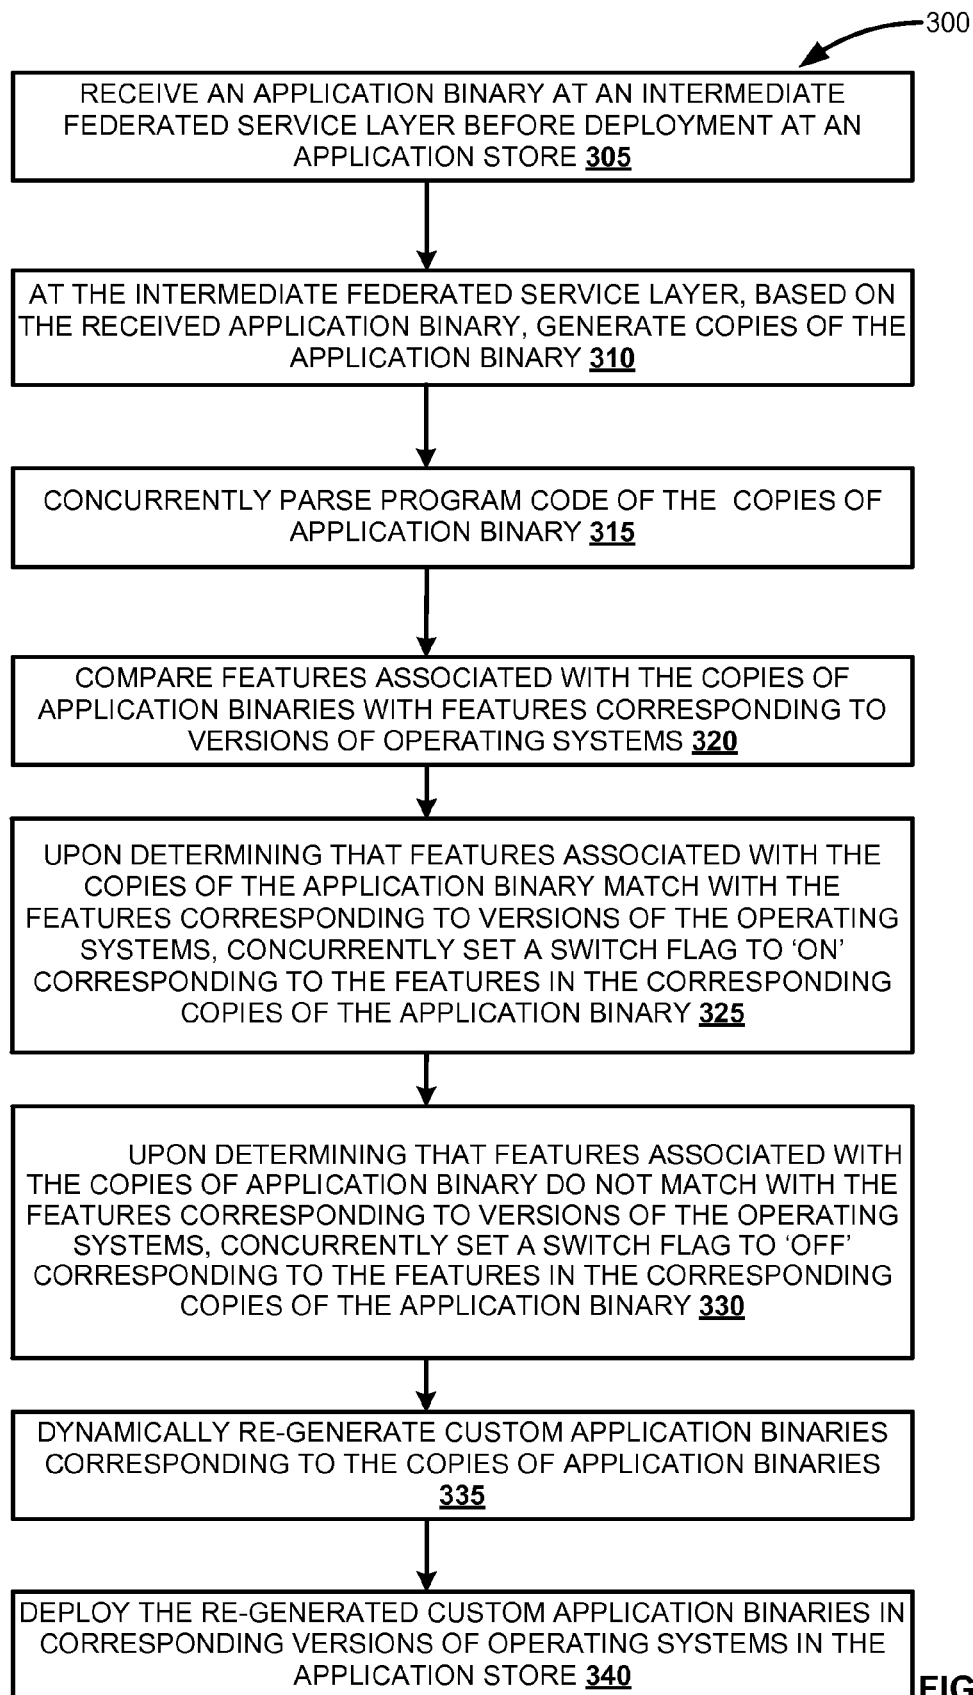 300
RECEIVE AN APPLICATION BINARY AT AN INTERMEDIATE
FEDERATED SERVICE LAYER BEFORE DEPLOYMENT AT AN
APPLICATION STORE 305
AT THE INTERMEDIATE FEDERATED SERVICE LAYER, BASED ON
THE RECEIVED APPLICATION BINARY, GENERATE COPIES OF THE
APPLICATION BINARY 310
CONCURRENTLY PARSE PROGRAM CODE OF THE COPIES OF
APPLICATION BINARY 315
COMPARE FEATURES ASSOCIATED WITH THE COPIES OF
APPLICATION BINARIES WITH FEATURES CORRESPONDING TO
VERSIONS OF OPERATING SYSTEMS 320
UPON DETERMINING THAT FEATURES ASSOCIATED WITH THE
COPIES OF THE APPLICATION BINARY MATCH WITH THE
FEATURES CORRESPONDING TO VERSIONS OF THE OPERATING
SYSTEMS, CONCURRENTLY SET A SWITCH FLAG TO ‘ON’
CORRESPONDING TO THE FEATURES IN THE CORRESPONDING
COPIES OF THE APPLICATION BINARY 325
UPON DETERMINING THAT FEATURES ASSOCIATED WITH
THE COPIES OF APPLICATION BINARY DO NOT MATCH WITH THE
FEATURES CORRESPONDING TO VERSIONS OF THE OPERATING
SYSTEMS, CONCURRENTLY SET A SWITCH FLAG TO ‘OFF’
CORRESPONDING TO THE FEATURES IN THE CORRESPONDING
COPIES OF THE APPLICATION BINARY 330
DYNAMICALLY RE-GENERATE CUSTOM APPLICATION BINARIES
CORRESPONDING TO THE COPIES OF APPLICATION BINARIES
335
DEPLOY THE RE-GENERATED CUSTOM APPLICATION BINARIES IN
CORRESPONDING VERSIONS OF OPERATING SYSTEMS IN THE
APPLICATION STORE 340
FIG